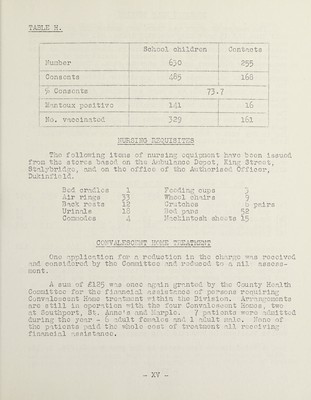 TABLE H.
School children Contacts
Number 630 255
Consents 485 168
% Consents 73.7
Mantoux positive 141 16
No. vaccinated 329 161
NURSING REQUISITES
The following items of nursing equipment have been issued
from the stores based on the Ambulance Depot, King Street,
Stalybridge, and on the office of the Authorised Officer,
Dukinfield.
Bed cradles 1 Feeding cups 3
Air rings 33 Wheel chairs 9
Back rests 12 Crutches 6 pairs
Urinals 18 Bed pans 52
Commodes 4 Mackintosh sheets 15
CONVALESCENT HOME TREATMENT
One application for a reduction in the charge was received
and considered by the Committee and reduced to a nil assess-
ment.
A sum of £125 was once again granted by the County Health
Committee for the financial assistance of persons requiring
Convalescent Home treatment within the Division. Arrangements
are still in operation with the four Convalescent Homes, two
at Southport, St. Anne's and Marple. 7 patients were admitted
during the year - 6 adult females and 1 adult male. None of
the patients paid the whole cost of treatment all receiving
financial assistance.
- XV -